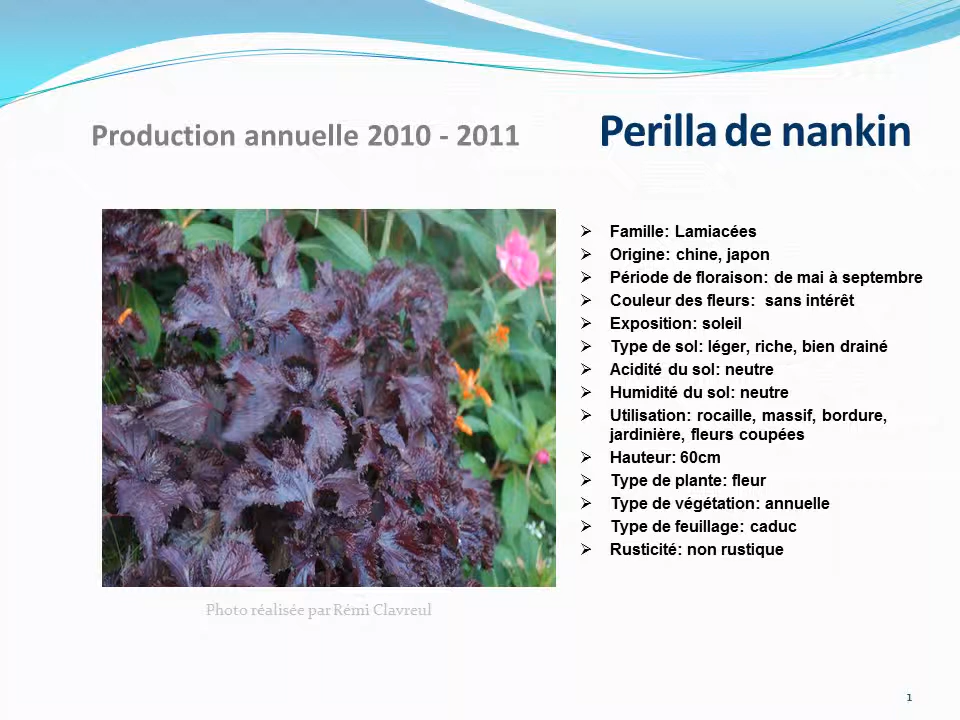 Production annuelle 2010 - 2011
Perilla de nankin
➢ Famille: Lamiacées
➢ Origine: chine, japon
➢ Période de floraison: de mai à septembre
➢ Couleur des fleurs:  sans intérêt
➢ Exposition: soleil
➢ Type de sol: léger, riche, bien drainé
➢ Acidité du sol: neutre
➢ Humidité du sol: neutre
➢ Utilisation: rocaille, massif, bordure,
jardinière, fleurs coupées
➢ Hauteur: 60cm
➢ Type de plante: fleur
➢ Type de végétation: annuelle
➢ Type de feuillage: caduc
➢ Rusticité: non rustique
Photo réalisée par Rémi Clavreul
1